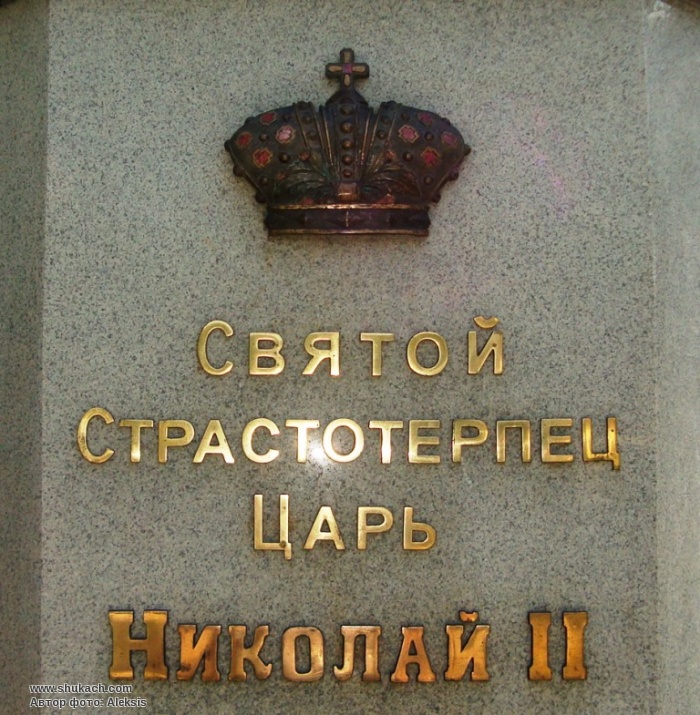 Святой
Страстотерпец
Царь
Николай II
www.shukach.com
Автор фото: Aleksis